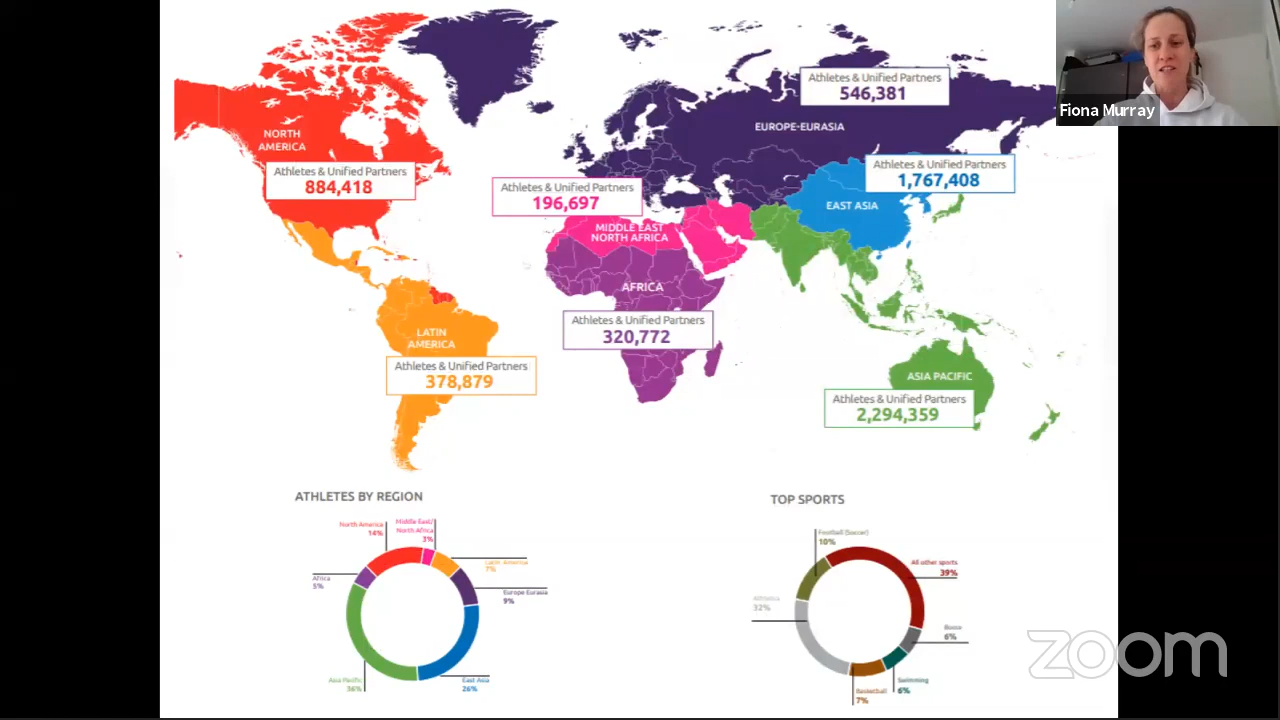 Fiona Murray
Athletes & Unified Partners
546,381
EUROPE-EURASIA
NORTH
AMERICA
Athletes & Unified Partners
884,418
Athletes & Unified Partners
1,767,408
EAST ASIA
Athletes & Unified Partners
196,697
MIDDLE EAST
NORTH AFRICA
AFRICA
Athletes & Unified Partners
320,772
LATIN
AMERICA
Athletes & Unified Partners
378,879
ASIA PACIFIC
Athletes & Unified Partners
2,294,359
ATHLETES BY REGION
North America
14%
Middle East/
North Africa
3%
Latin America
7%
Africa
5%
Europe Eurasia
9%
Asia Pacific
36%
East Asia
26%
TOP SPORTS
Football (Soccer)
10%
All other sports
39%
Athletics
32%
Bocce
6%
Swimming
6%
Basketball
7%
zoom